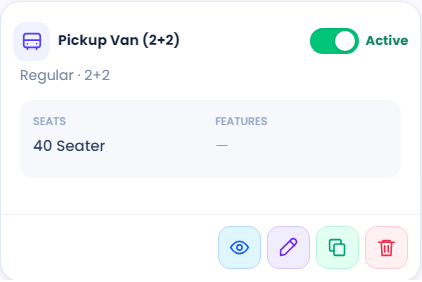 Pickup Van (2+2)
Active
Regular · 2+2
SEATS
FEATURES
40 Seater
—